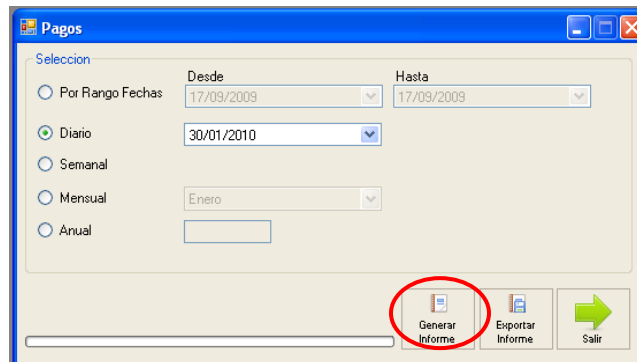 Pagos
Seleccion
Desde Hasta
Por Rango Fechas 17/09/2009 17/09/2009
Diario 30/01/2010
Semanal
Mensual Enero
Anual
Generar Informe
Exportar Informe
Salir